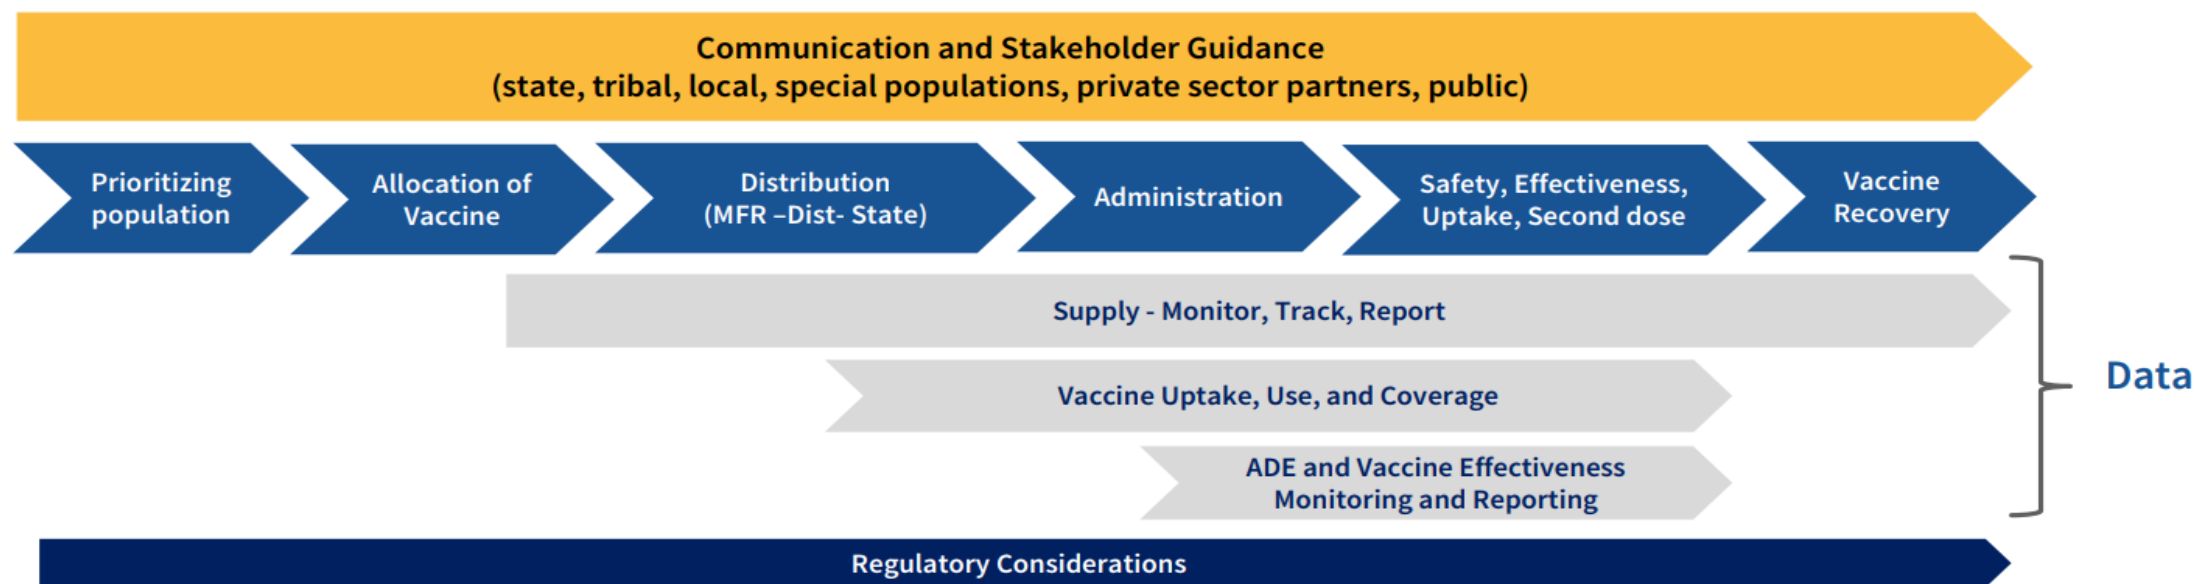 Communication and Stakeholder Guidance
(state, tribal, local, special populations, private sector partners, public)
Prioritizing
population
Allocation of
Vaccine
Distribution
(MFR –Dist- State)
Administration
Safety, Effectiveness,
Uptake, Second dose
Vaccine
Recovery
Supply - Monitor, Track, Report
Vaccine Uptake, Use, and Coverage
ADE and Vaccine Effectiveness
Monitoring and Reporting
Data
Regulatory Considerations